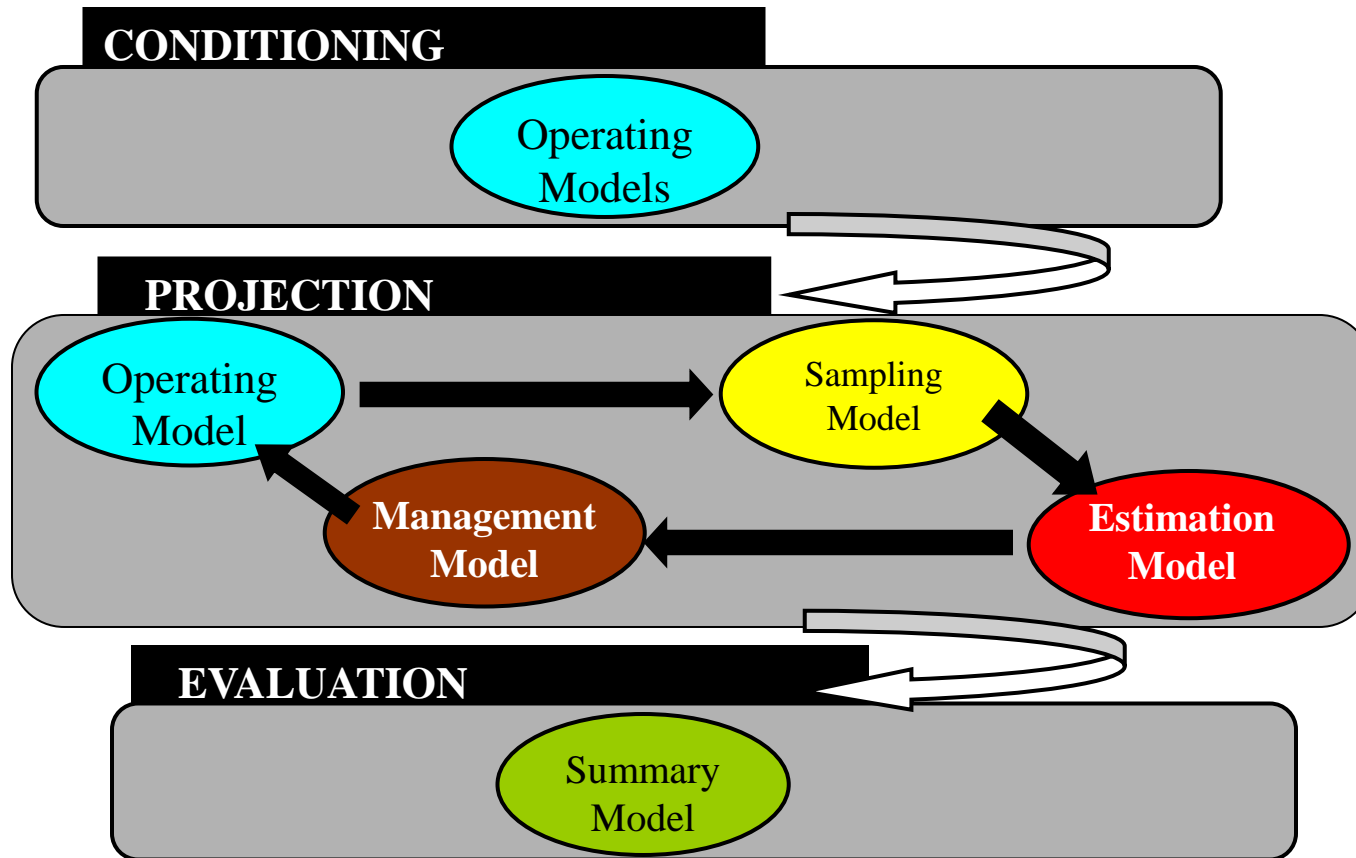 CONDITIONING
Operating
Models
PROJECTION
Operating
Model
Sampling
Model
Management
Model
Estimation
Model
EVALUATION
Summary
Model